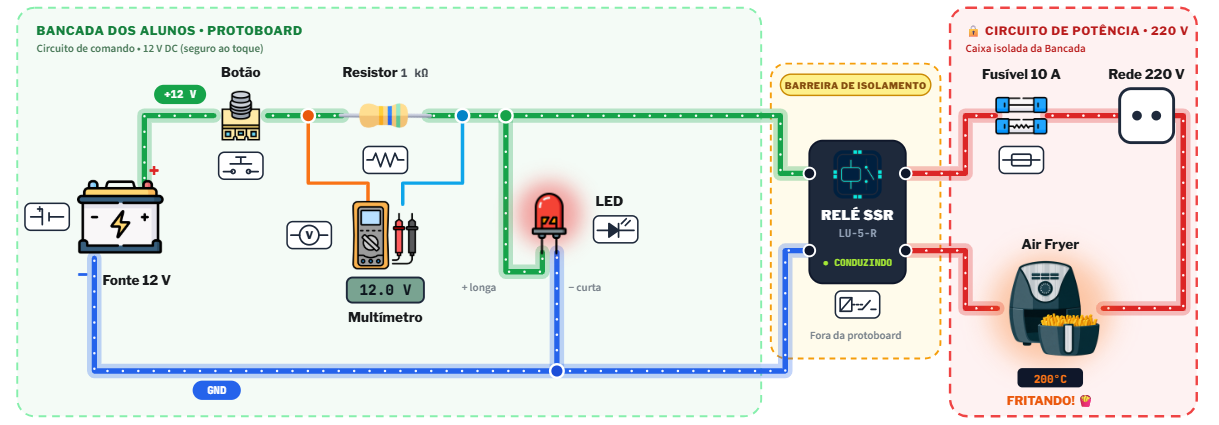 BANCADA DOS ALUNOS • PROTOBOARD
Circuito de comando • 12 V DC (seguro ao toque)
Botão
Resistor 1 kΩ
+12 V
+
- +
Fonte 12 V
−
V
12.0 V
Multímetro
LED
+ longa
− curta
GND
BARREIRA DE ISOLAMENTO
RELÉ SSR
LU-5-R
● CONDUZINDO
Fora da protoboard
🔒 CIRCUITO DE POTÊNCIA • 220 V
Caixa isolada da Bancada
Fusível 10 A
Rede 220 V
Air Fryer
200°C
FRITANDO! 🍟